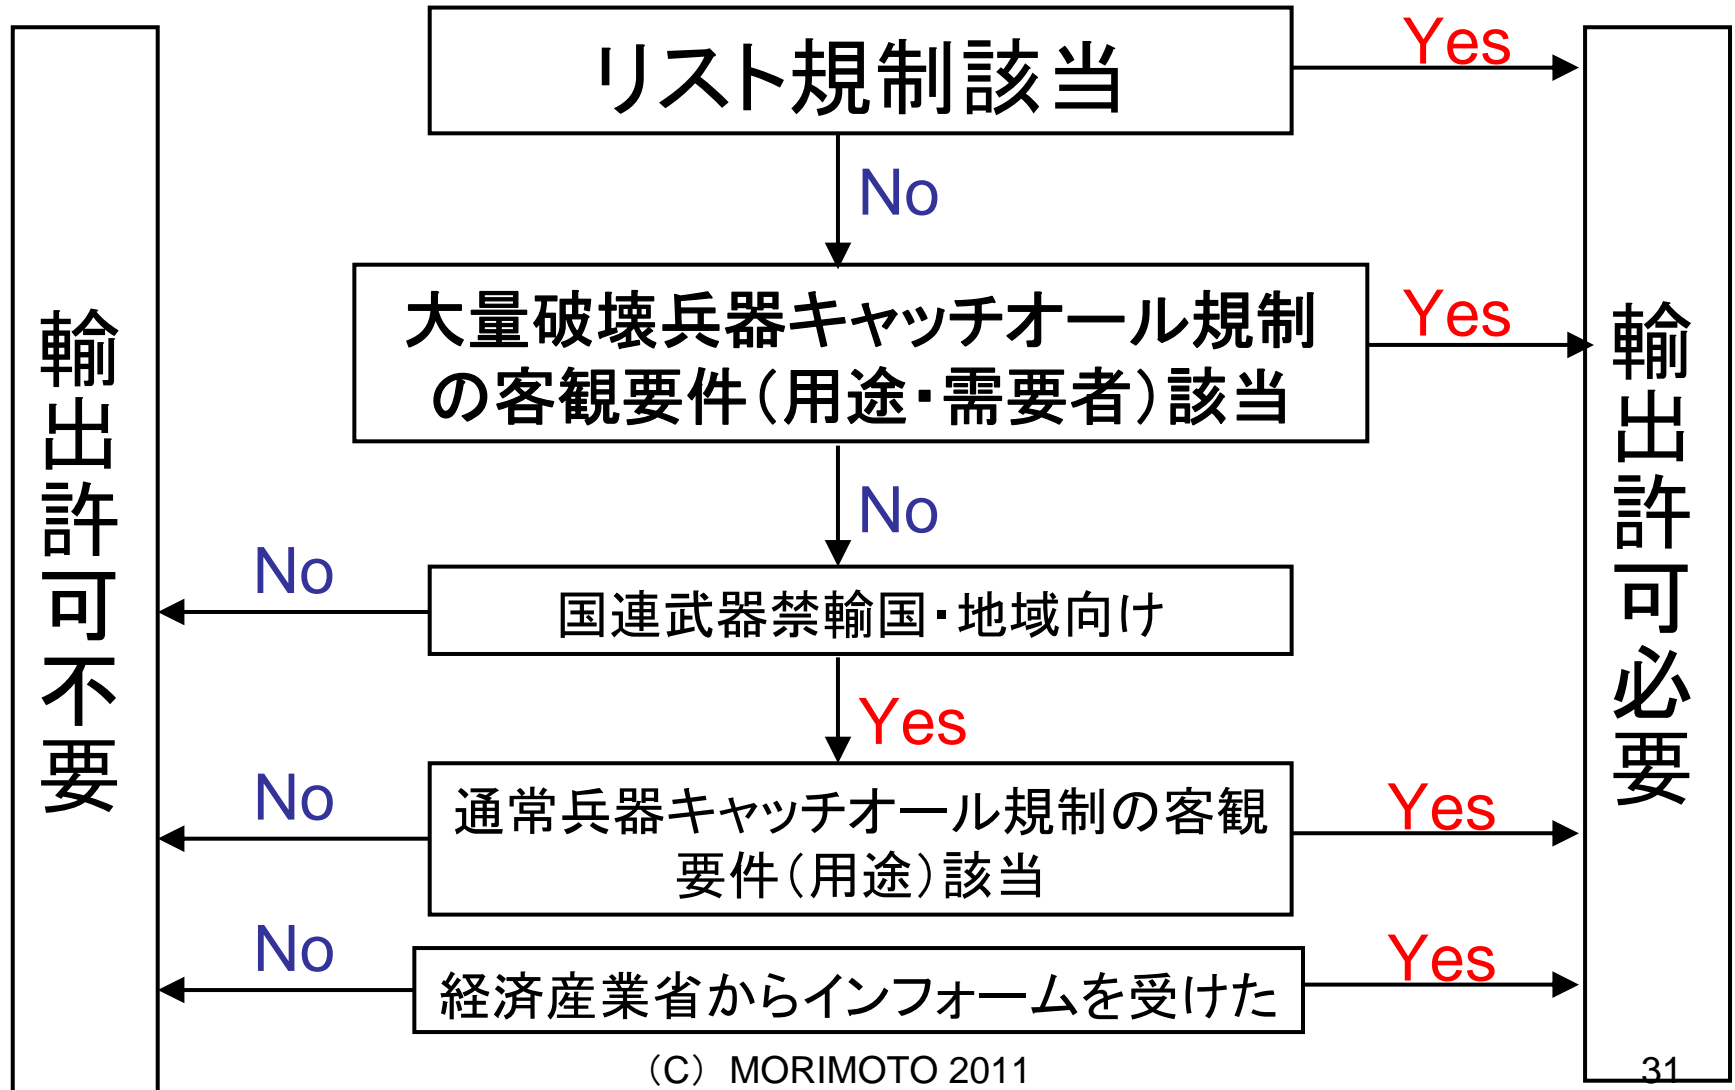 リスト規制該当
Yes
No
大量破壊兵器キャッチオール規制
の客観要件（用途・需要者）該当
Yes
No
国連武器禁輸国・地域向け
No
Yes
通常兵器キャッチオール規制の客観
要件（用途）該当
No
Yes
経済産業省からインフォームを受けた
No
Yes
輸出許可不要
輸出許可必要
（C） MORIMOTO 2011
31